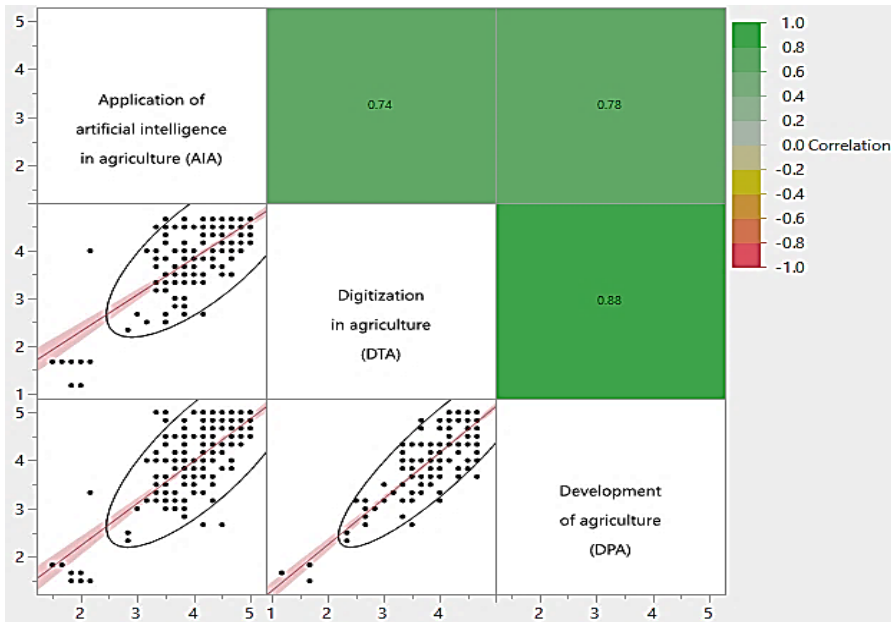 5
4
3
2
Application of
artificial intelligence
in agriculture (AIA)
0.74
0.78
1.0
0.8
0.6
0.4
0.2
0.0 Correlation
-0.2
-0.4
-0.6
-0.8
-1.0
4
3
2
1
Digitization
in agriculture
(DTA)
0.88
5
4
3
2
Development
of agriculture
(DPA)
2 3 4 5 1 2 3 4 2 3 4 5